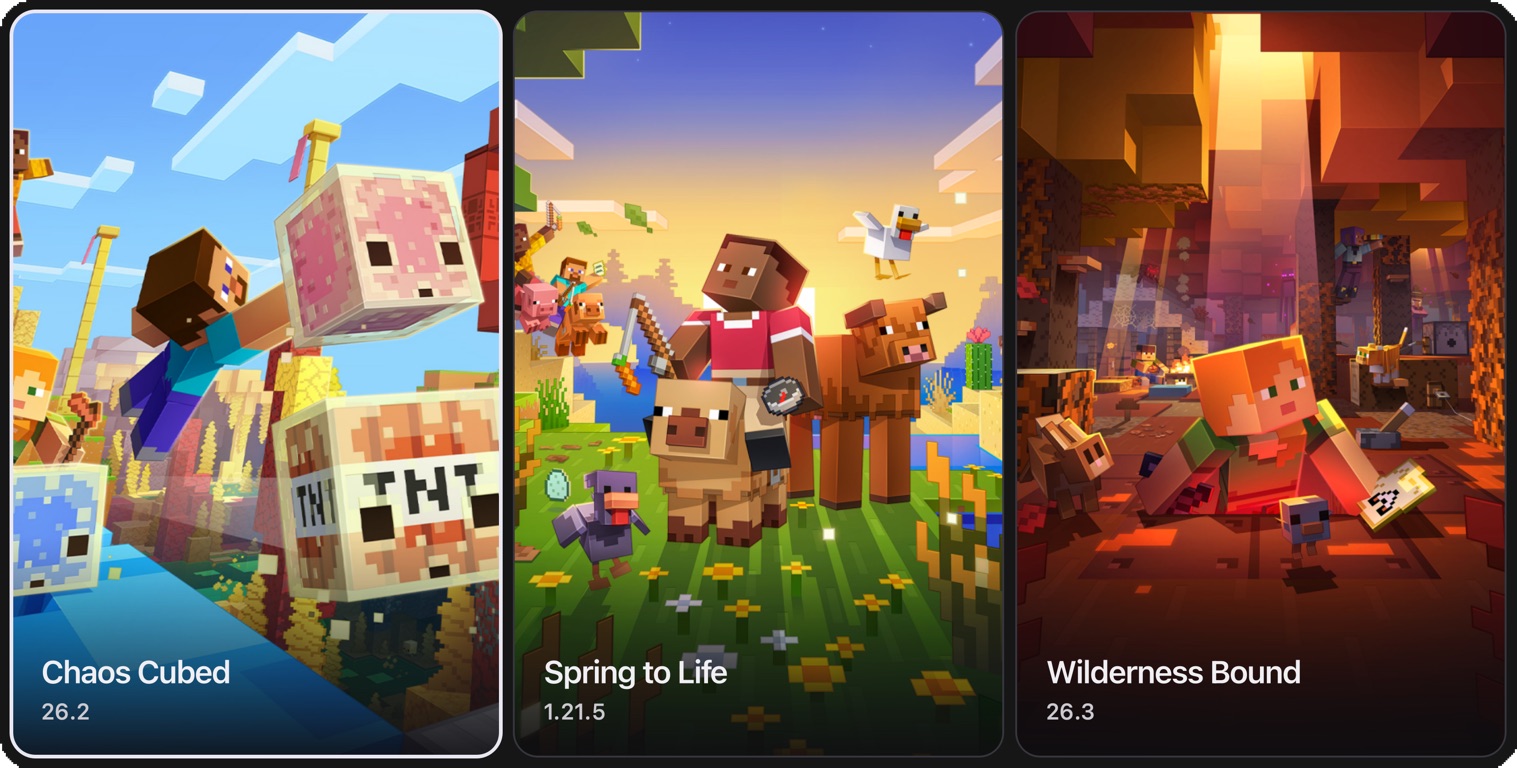 TNT
TNT
Chaos Cubed
26.2
Spring to Life
1.21.5
Wilderness Bound
26.3